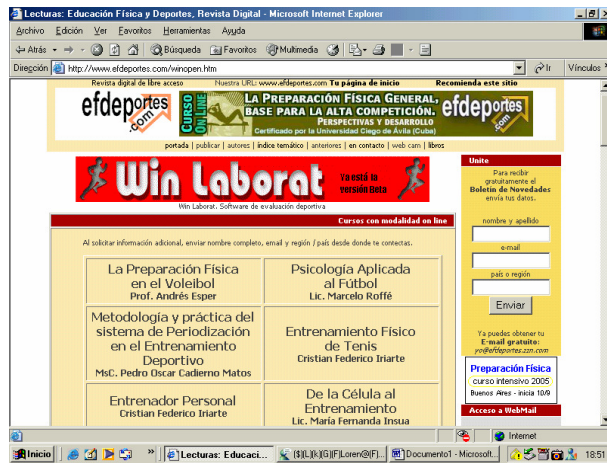 Lecturas: Educación Física y Deportes, Revista Digital - Microsoft Internet Explorer
Archivo Edición Ver Favoritos Herramientas Ayuda
Atrás Búsqueda Favoritos Multimedia
Dirección http://www.efdeportes.com/winopen.htm Ir Vínculos
Revista digital de libre acceso Nuestra URL: www.efdeportes.com Tu página de inicio Recomienda este sitio
efdeportes .com
CURSO ON LINE
LA PREPARACIÓN FÍSICA GENERAL,
BASE PARA LA ALTA COMPETICIÓN.
PERSPECTIVAS Y DESARROLLO
Certificado por la Universidad Ciego de Ávila (Cuba)
efdeportes .com
portada | publicar | autores | índice temático | anteriores | en contacto | web cam | libros
Win Laborat
Ya está la
versión Beta
Win Laborat. Software de evaluación deportiva
Cursos con modalidad on line
Al solicitar información adicional, enviar nombre completo, email y región / país desde donde te contactas.
La Preparación Física
en el Voleibol
Prof. Andrés Esper
Psicología Aplicada
al Fútbol
Lic. Marcelo Roffé
Metodología y práctica del
sistema de Periodización
en el Entrenamiento
Deportivo
MsC. Pedro Oscar Cadierno Matos
Entrenamiento Físico
de Tenis
Cristian Federico Iriarte
Entrenador Personal
Cristian Federico Iriarte
De la Célula al
Entrenamiento
Lic. María Fernanda Insua
Unite
Para recibir
gratuitamente el
Boletín de Novedades
envía tus datos.
nombre y apellido
e-mail
país o región
Enviar
Ya puedes obtener tu
E-mail gratuito:
yo@efdeportes.zzn.com
Preparación Física
curso intensivo 2005
Buenos Aires - inicia 10/9
Acceso a WebMail
Internet
Inicio » Lecturas: Educaci... ($)(L)(k)(G)(F)Loren@(F)... Documento1 - Microsoft... 18:51